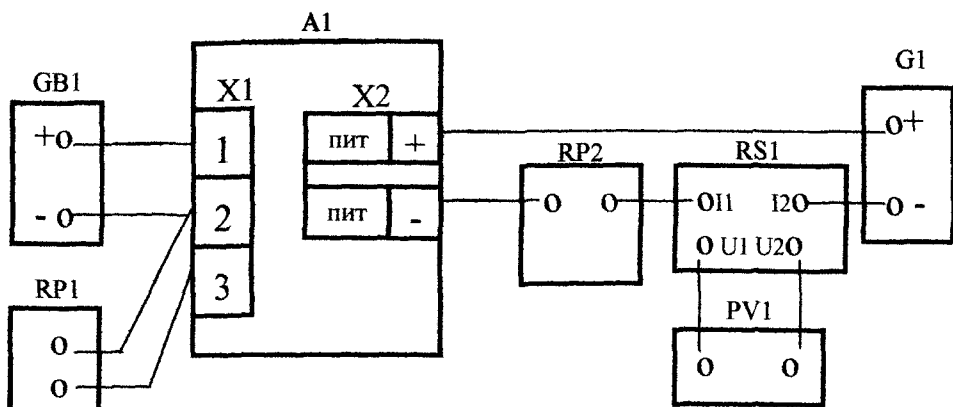 A1
GB1
G1
X1
X2
+o
1
пит
+
o+
RP2
RS1
- o
2
пит
-
o
o
oI1
I2o
o -
o U1
U2o
3
RP1
o
o
PV1
o
o